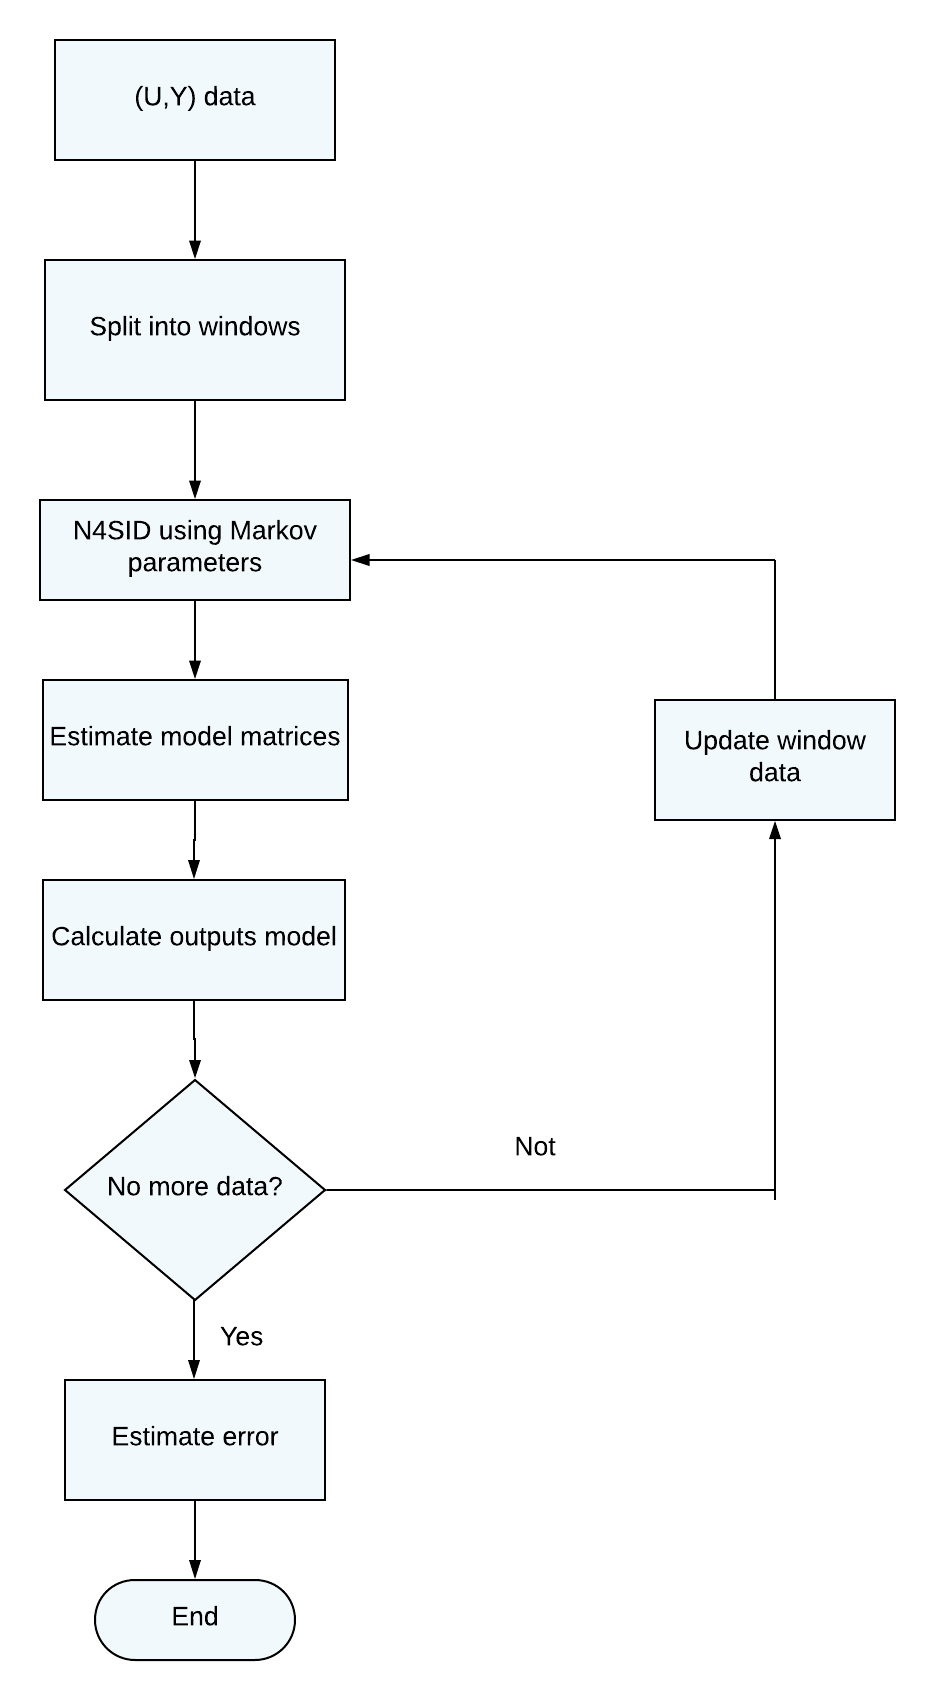 (U,Y) data
Split into windows
N4SID using Markov
parameters
Estimate model matrices
Update window
data
Calculate outputs model
No more data?
Not
Yes
Estimate error
End